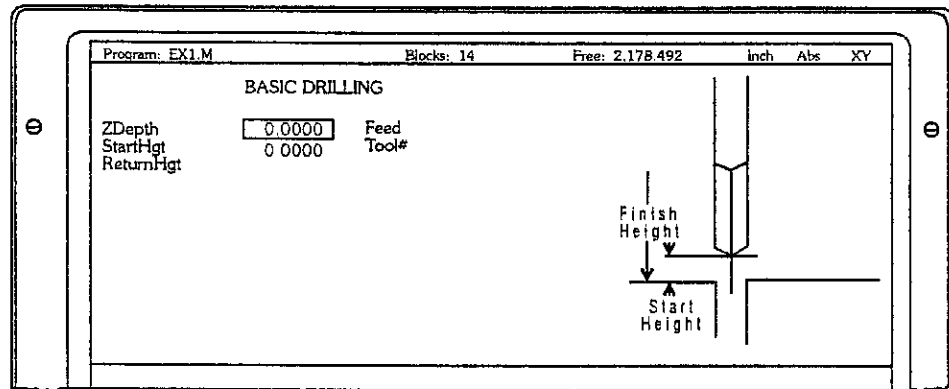 Program: EX1.M Blocks: 14 Free: 2,178.492 Inch Abs XY
BASIC DRILLING
ZDepth 0.0000 Feed
StartHgt 0 0000 Tool#
ReturnHgt
Finish
Height
Start
Height